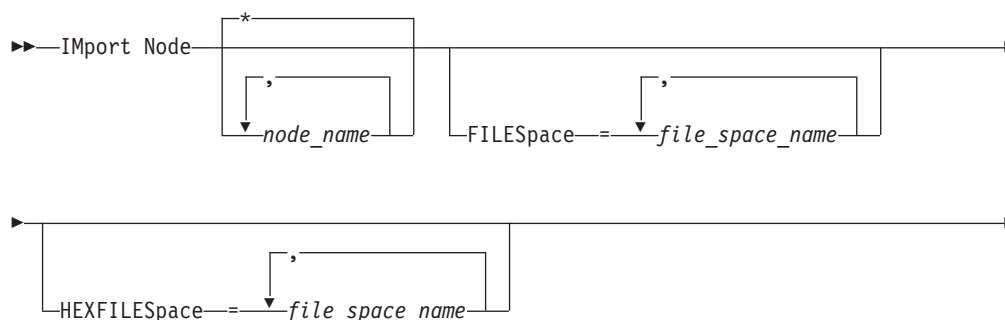 *
IMport Node
, ,
node_name FILESpace = file_space_name
,
HEXFILESpace = file_space_name